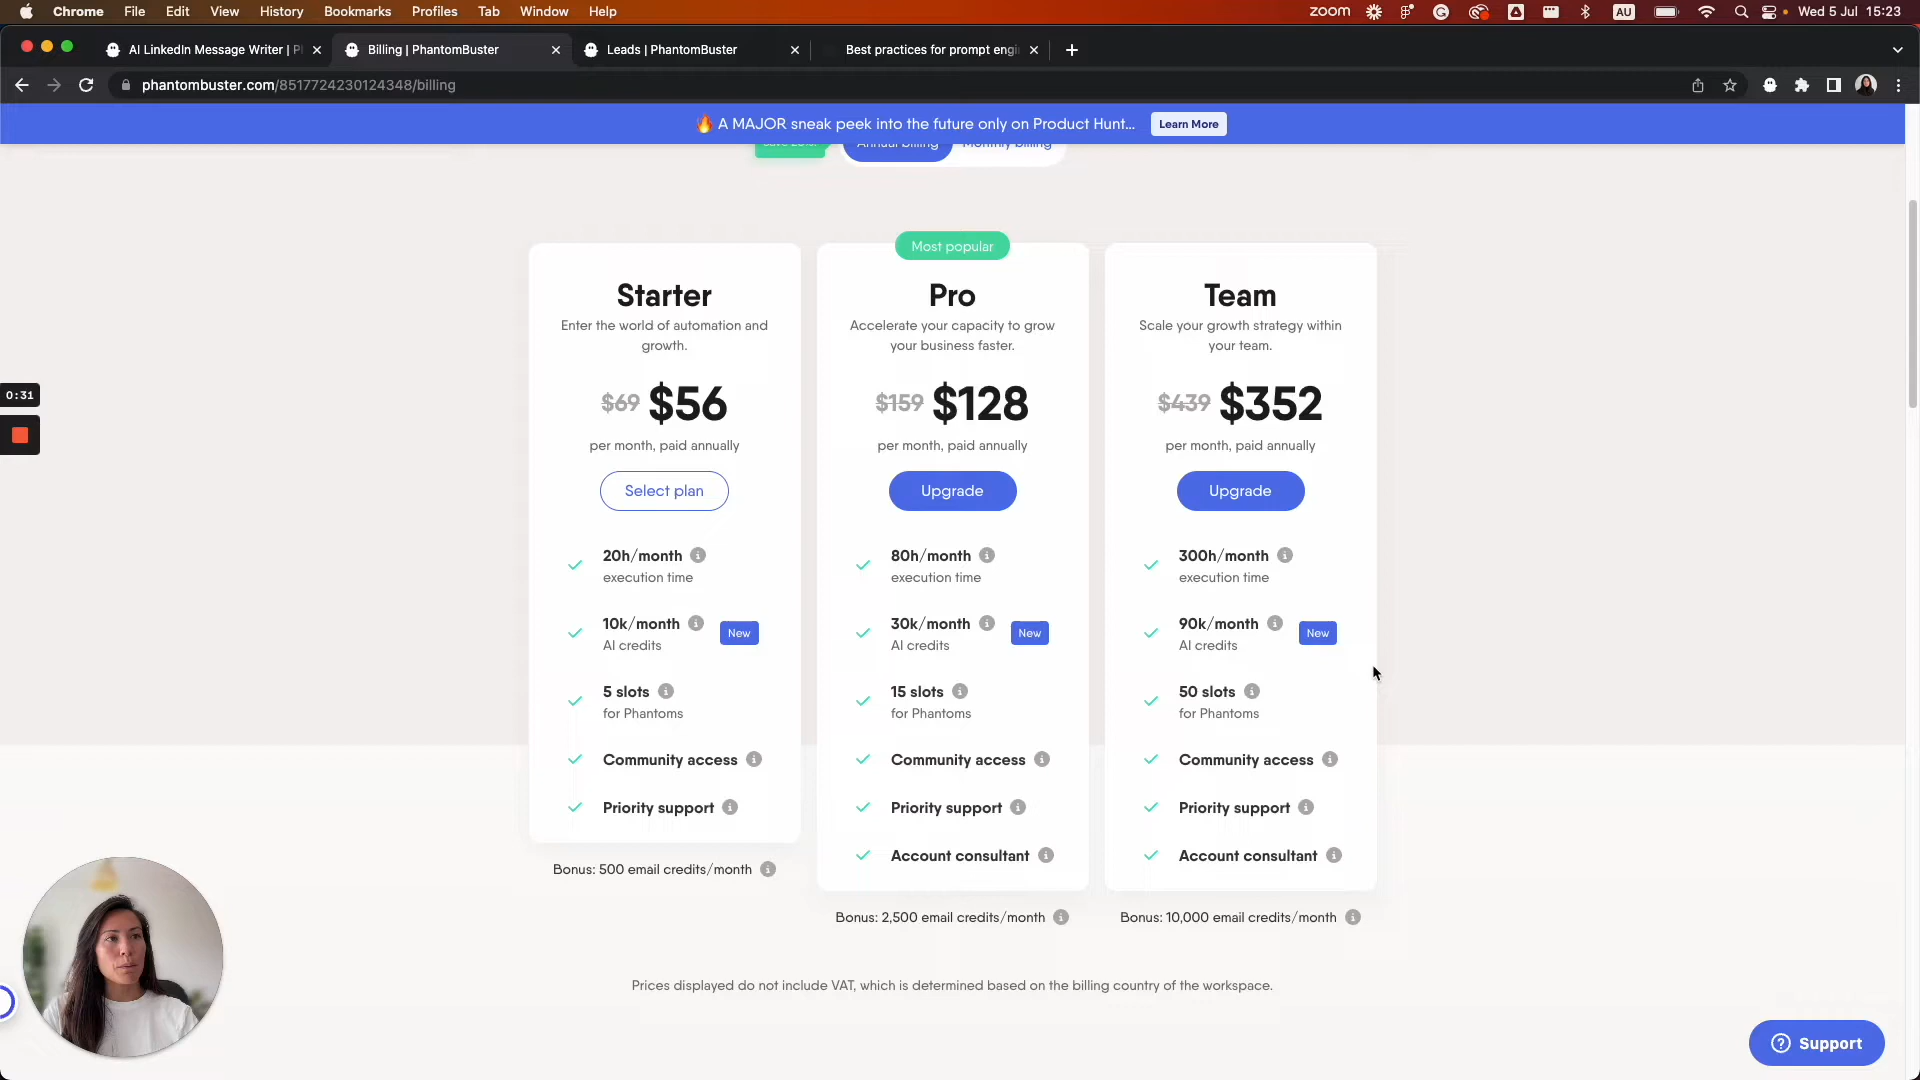 Chrome File Edit View History Bookmarks Profiles Tab Window Help zoom AU Wed 5 Jul 15:23
AI LinkedIn Message Writer | P Billing | PhantomBuster Leads | PhantomBuster Best practices for prompt engi
phantombuster.com/8517724230124348/billing
🔥 A MAJOR sneak peek into the future only on Product Hunt... Learn More
Annual billing Monthly billing
Most popular
Starter
Enter the world of automation and
growth.
$69 $56
per month, paid annually
Select plan
20h/month
execution time
10k/month
AI credits
New
5 slots
for Phantoms
Community access
Priority support
Bonus: 500 email credits/month
Pro
Accelerate your capacity to grow
your business faster.
$159 $128
per month, paid annually
Upgrade
80h/month
execution time
30k/month
AI credits
New
15 slots
for Phantoms
Community access
Priority support
Account consultant
Bonus: 2,500 email credits/month
Team
Scale your growth strategy within
your team.
$439 $352
per month, paid annually
Upgrade
300h/month
execution time
90k/month
AI credits
New
50 slots
for Phantoms
Community access
Priority support
Account consultant
Bonus: 10,000 email credits/month
0:31
Prices displayed do not include VAT, which is determined based on the billing country of the workspace.
Support